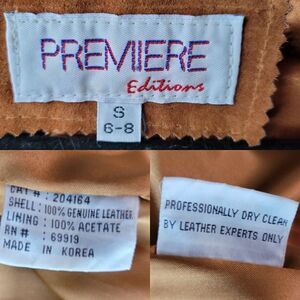 PREMIERE
Editions
S
6-8
CAT #: 204164
SHELL: 100% GENUINE LEATHER
LINING: 100% ACETATE
RN #: 69919
MADE IN KOREA
PROFESSIONALLY DRY CLEAN
BY LEATHER EXPERTS ONLY